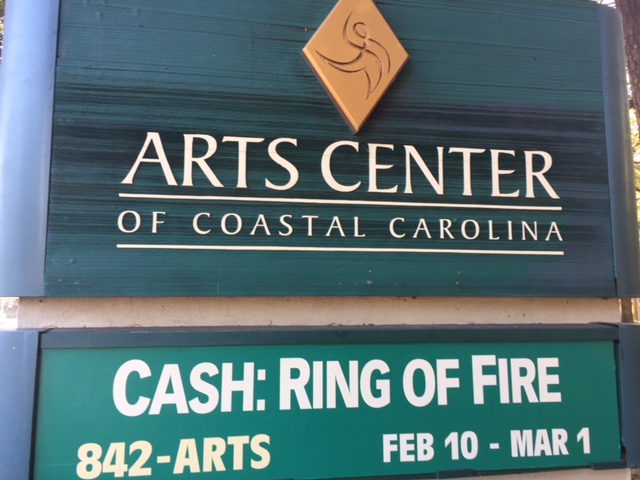 ARTS CENTER
OF COASTAL CAROLINA
CASH: RING OF FIRE
842-ARTS FEB 10 - MAR 1